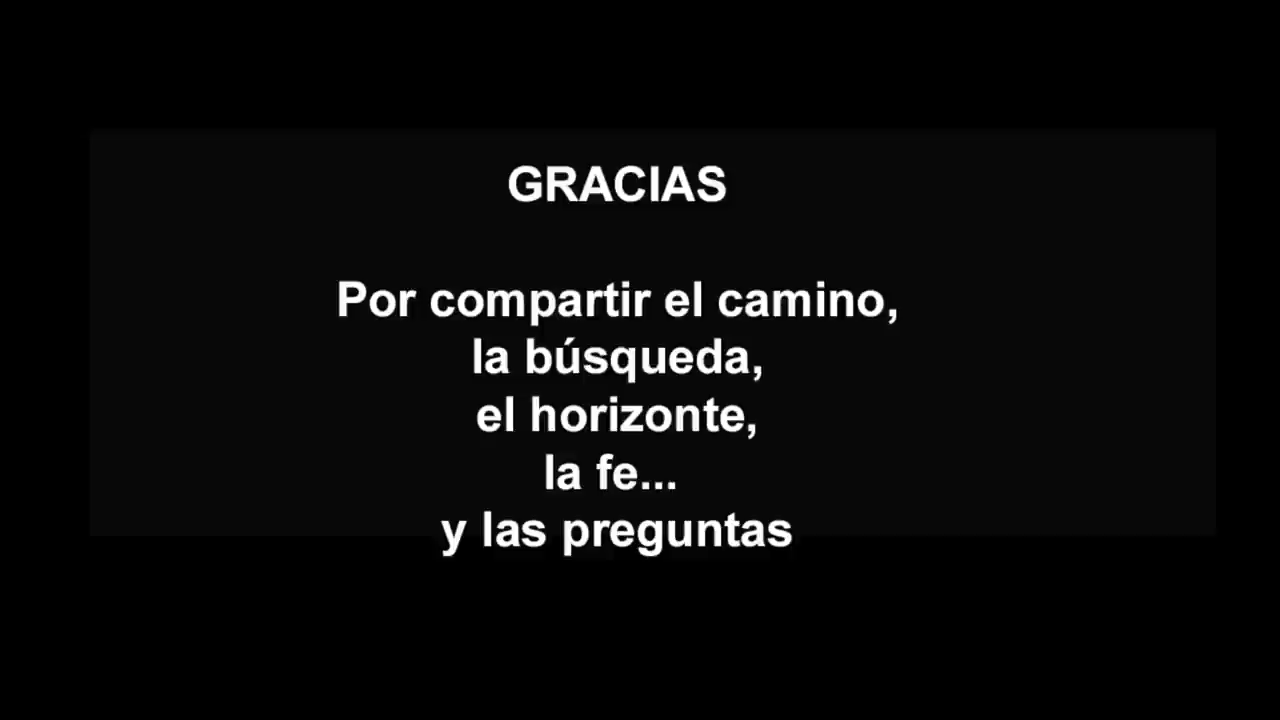 GRACIAS
Por compartir el camino,
la búsqueda,
el horizonte,
la fe...
y las preguntas